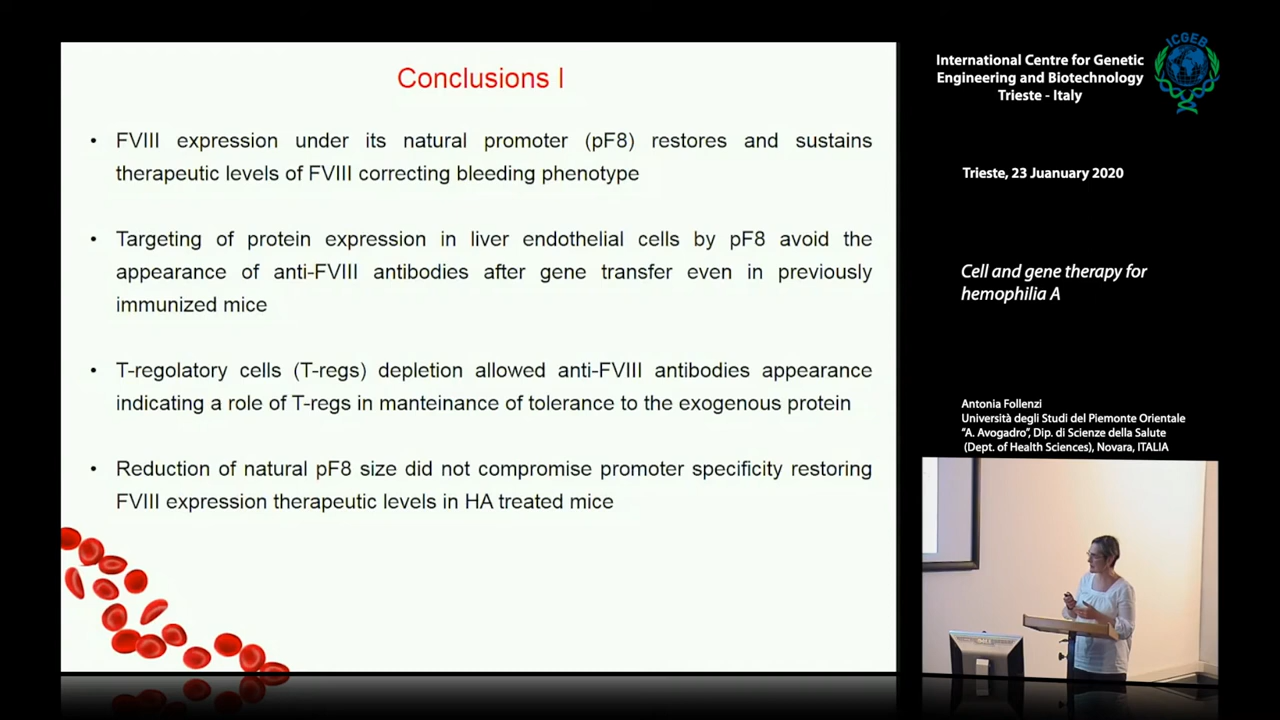 Conclusions I
• FVIII expression under its natural promoter (pF8) restores and sustains
therapeutic levels of FVIII correcting bleeding phenotype
• Targeting of protein expression in liver endothelial cells by pF8 avoid the
appearance of anti-FVIII antibodies after gene transfer even in previously
immunized mice
• T-regolatory cells (T-regs) depletion allowed anti-FVIII antibodies appearance
indicating a role of T-regs in manteinance of tolerance to the exogenous protein
• Reduction of natural pF8 size did not compromise promoter specificity restoring
FVIII expression therapeutic levels in HA treated mice
International Centre for Genetic
Engineering and Biotechnology
Trieste - Italy
ICGEB
Trieste, 23 Juanuary 2020
Cell and gene therapy for
hemophilia A
Antonia Follenzi
Università degli Studi del Piemonte Orientale
“A. Avogadro”, Dip. di Scienze della Salute
(Dept. of Health Sciences), Novara, ITALIA